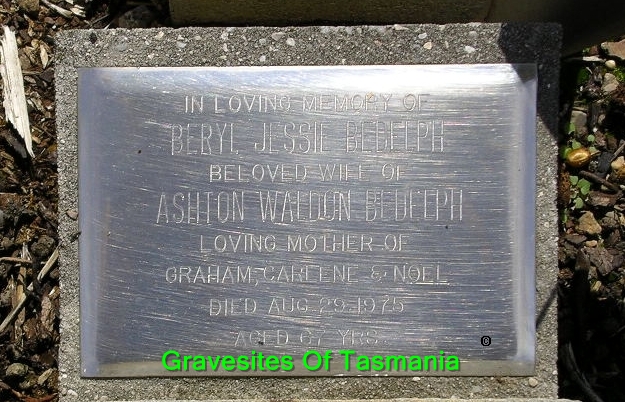 IN LOVING MEMORY OF
BERYL JESSIE BEDELPH
BELOVED WIFE OF
ASHTON WALDON BEDELPH
LOVING MOTHER OF
GRAHAM, CARLENE & NOEL
DIED AUG. 29. 1975
AGED 67 YRS.
Gravesites Of Tasmania